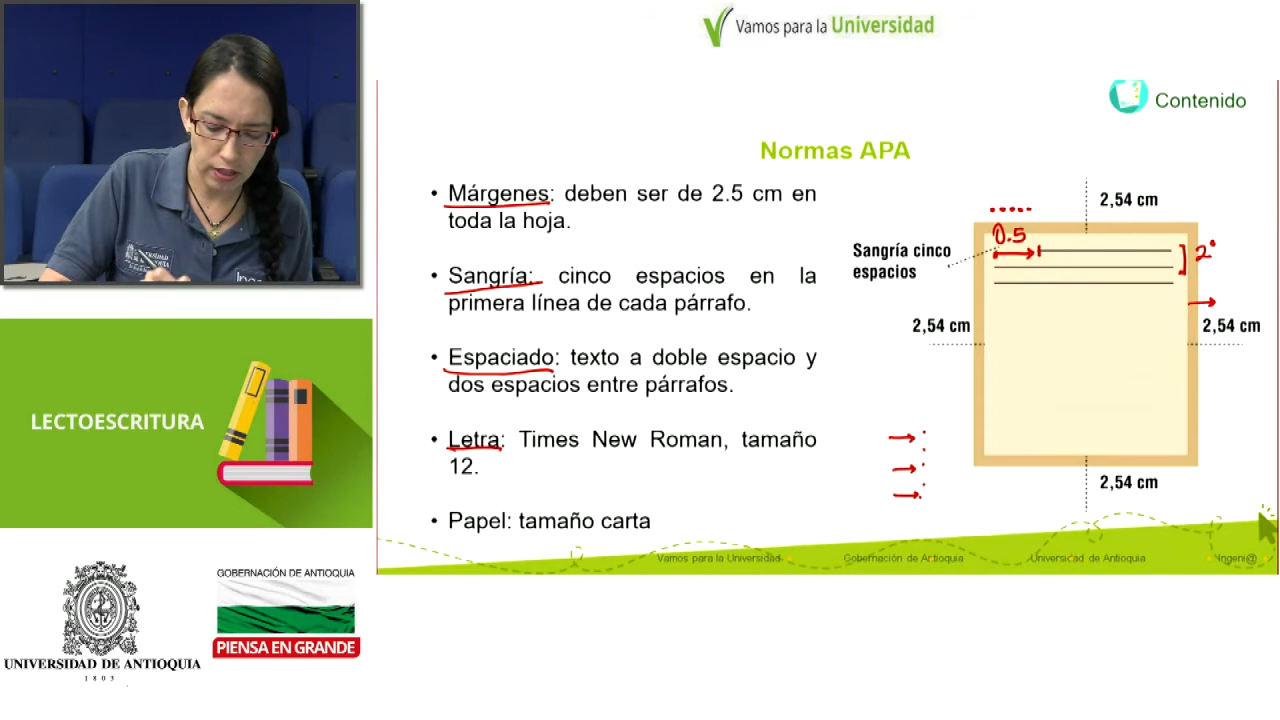 Vamos para la Universidad
Contenido
Normas APA
• Márgenes: deben ser de 2.5 cm en
toda la hoja.
• Sangría: cinco espacios en la
primera línea de cada párrafo.
• Espaciado: texto a doble espacio y
dos espacios entre párrafos.
• Letra: Times New Roman, tamaño
12.
• Papel: tamaño carta
2,54 cm
0.5
Sangría cinco
espacios
2°
2,54 cm
2,54 cm
2,54 cm
Vamos para la Universidad
Gobernación de Antioquia
Universidad de Antioquia
Ingeni@
LECTOESCRITURA
UNIVERSIDAD DE ANTIOQUIA
1803
GOBERNACIÓN DE ANTIOQUIA
PIENSA EN GRANDE